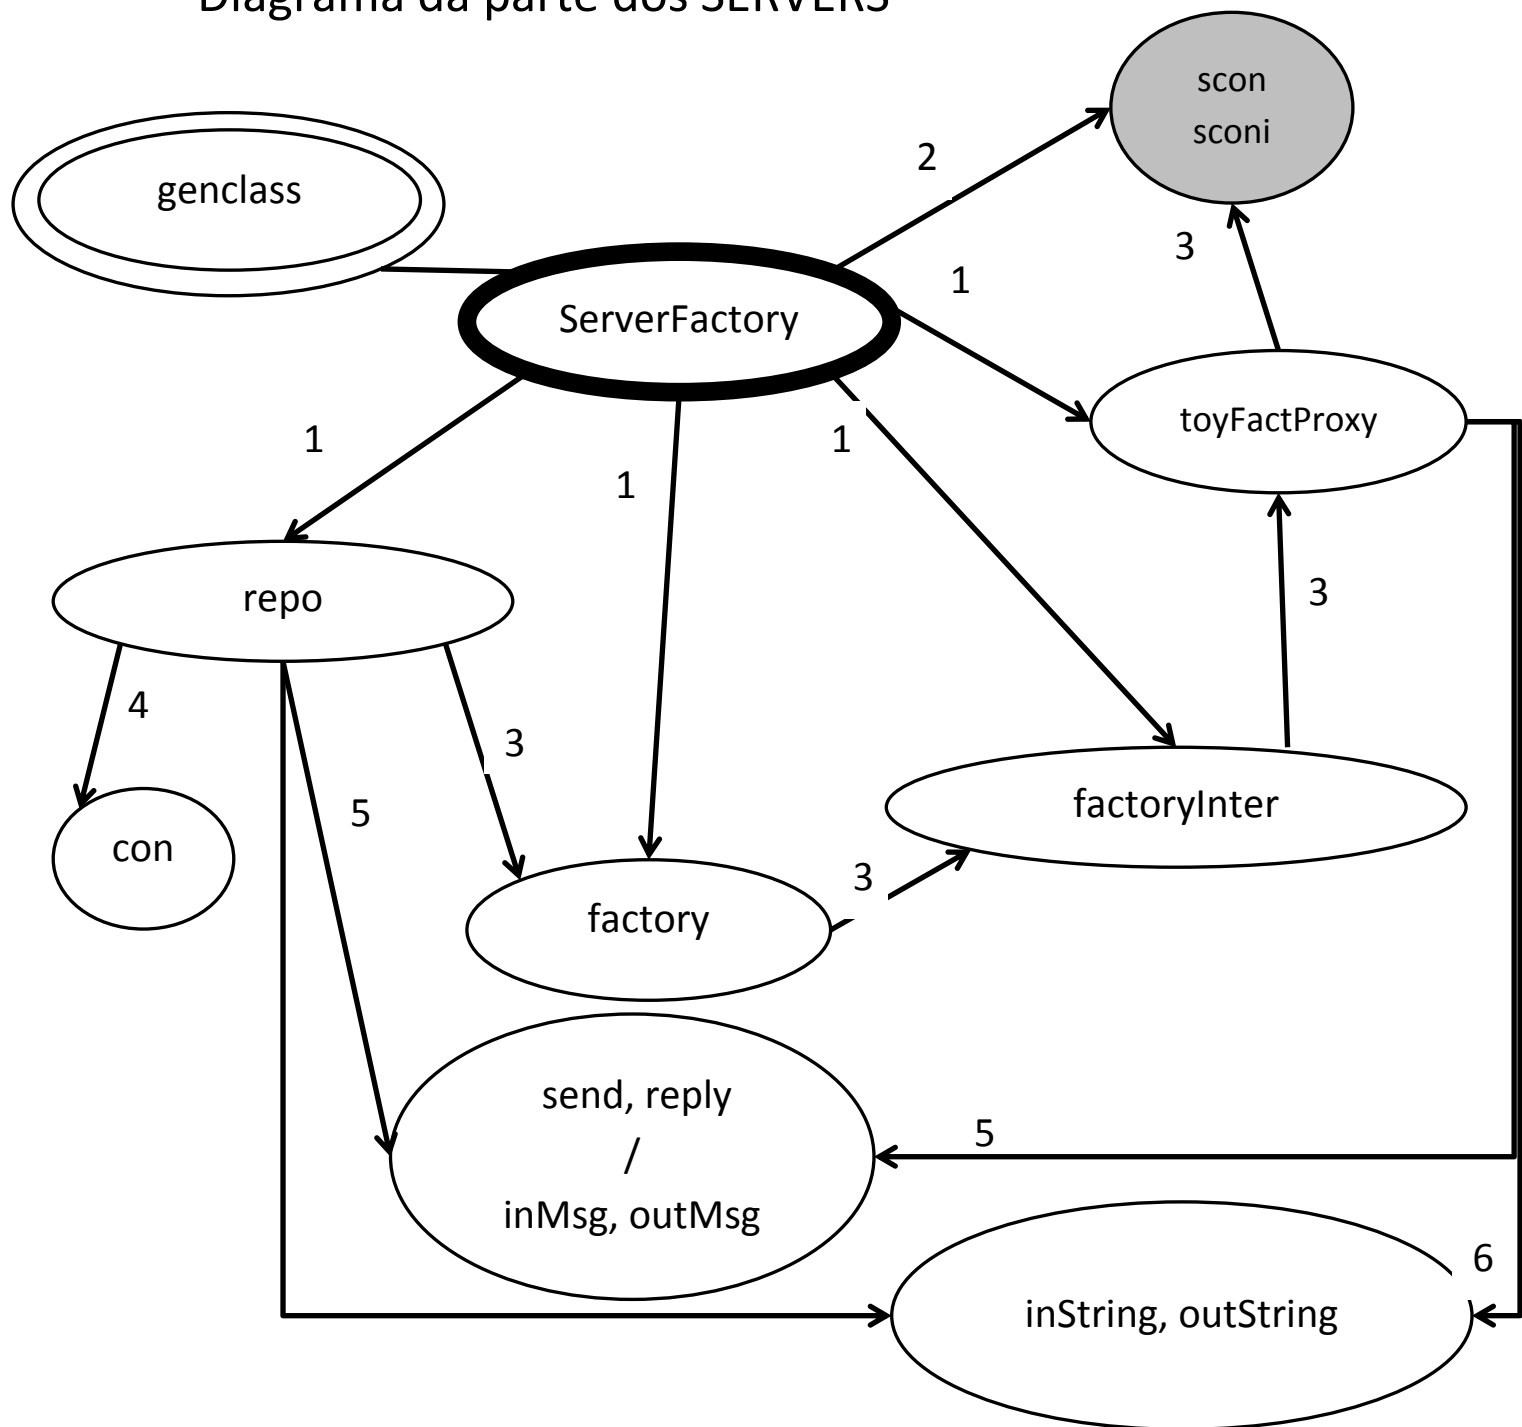 Diagrama da parte dos SERVERS
scon
sconi
2
genclass
3
1
ServerFactory
toyFactProxy
1
1
1
repo
3
4
3
5
factoryInter
con
3
factory
send, reply
/
inMsg, outMsg
5
6
inString, outString